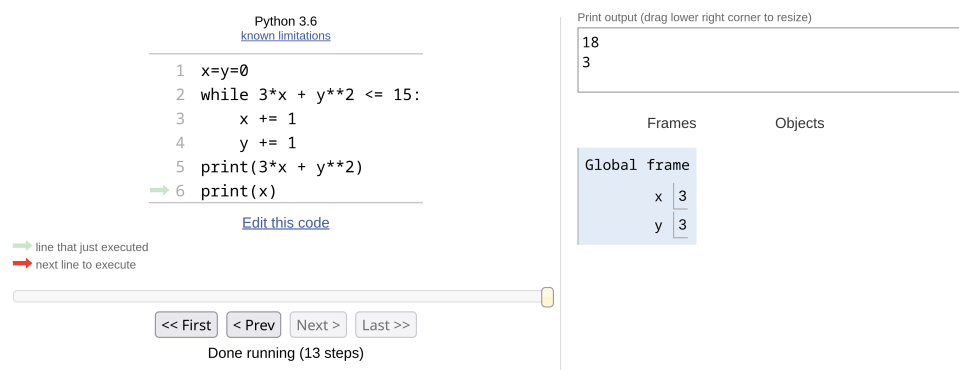 Python 3.6
known limitations
1 x=y=0
2 while 3*x + y**2 <= 15:
3     x += 1
4     y += 1
5 print(3*x + y**2)
6 print(x)
Edit this code
line that just executed
next line to execute
<< First < Prev Next > Last >>
Done running (13 steps)
Print output (drag lower right corner to resize)
18
3
Frames Objects
Global frame
x 3
y 3